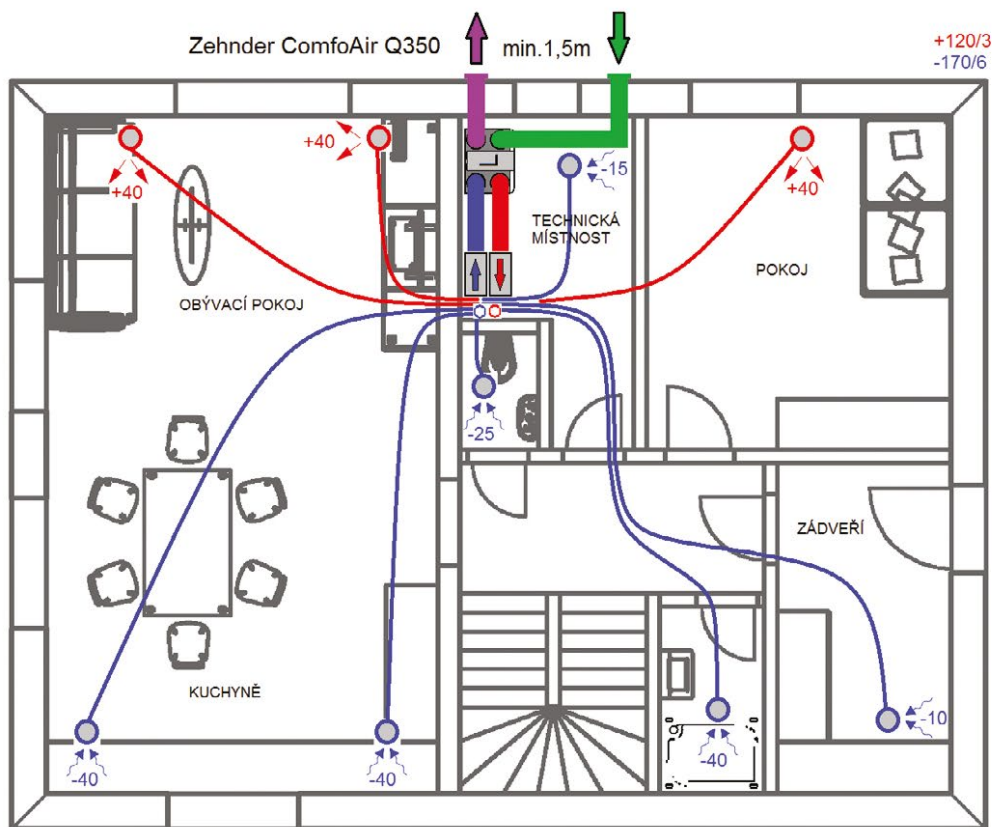 Zehnder ComfoAir Q350
min.1,5m
+120/3
-170/6
+40
+40
-15
+40
TECHNICKÁ
MÍSTNOST
POKOJ
OBÝVACÍ POKOJ
-25
ZÁDVEŘÍ
KUCHYNĚ
-10
-40
-40
-40